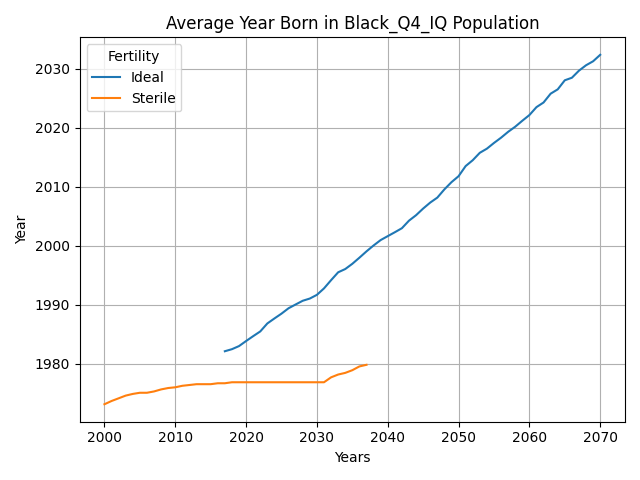 Average Year Born in Black_Q4_IQ Population
Fertility
Ideal
Sterile
Year
2030
2020
2010
2000
1990
1980
2000 2010 2020 2030 2040 2050 2060 2070
Years